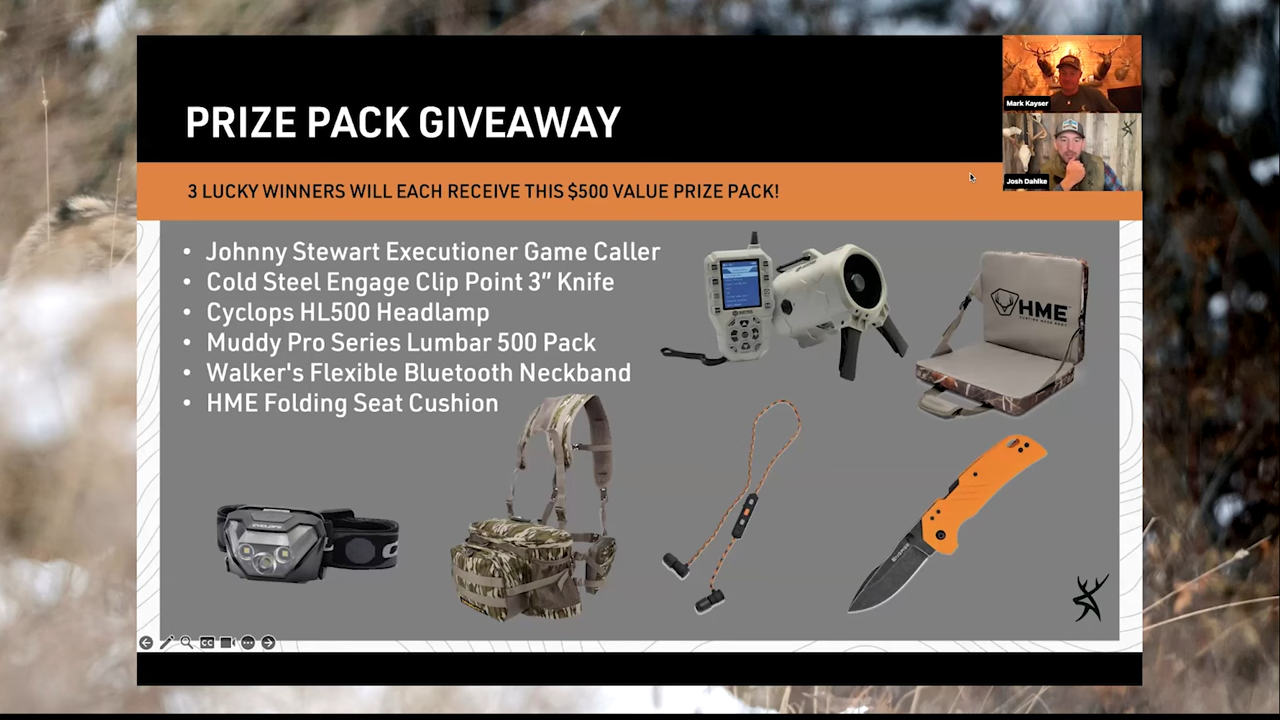 PRIZE PACK GIVEAWAY
Mark Kayser
3 LUCKY WINNERS WILL EACH RECEIVE THIS $500 VALUE PRIZE PACK!
Josh Dahlke
• Johnny Stewart Executioner Game Caller
• Cold Steel Engage Clip Point 3” Knife
• Cyclops HL500 Headlamp
• Muddy Pro Series Lumbar 500 Pack
• Walker's Flexible Bluetooth Neckband
• HME Folding Seat Cushion
HME
CYCLOPS
CC